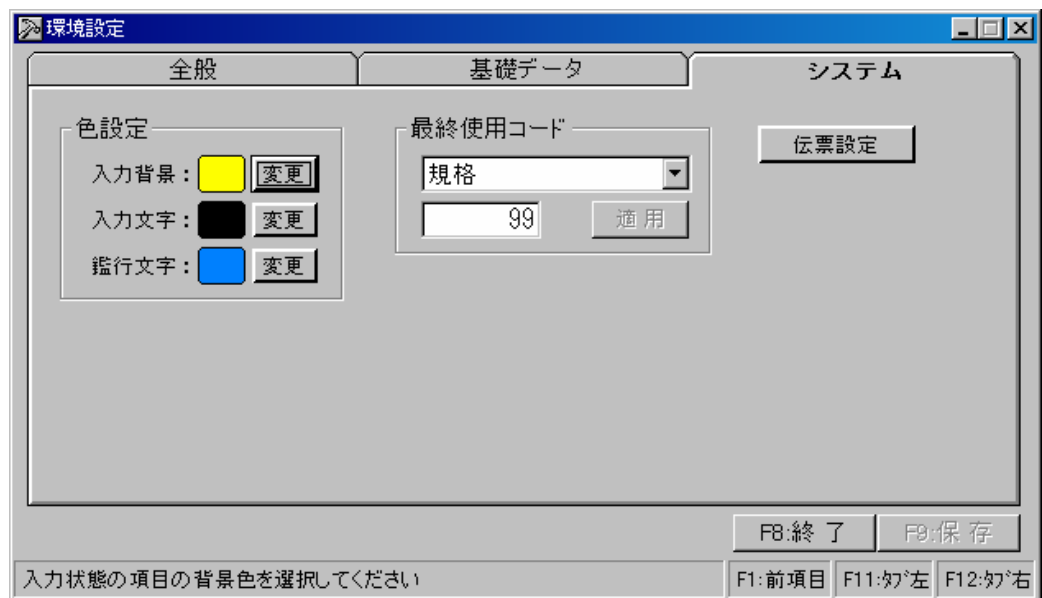 環境設定
全般 基礎データ システム
色設定
入力背景： 変更
入力文字： 変更
鑑行文字： 変更
最終使用コード
規格
99 適用
伝票設定
F8:終 了 F9:保 存
入力状態の項目の背景色を選択してください F1:前項目 F11:ﾀﾌﾞ左 F12:ﾀﾌﾞ右